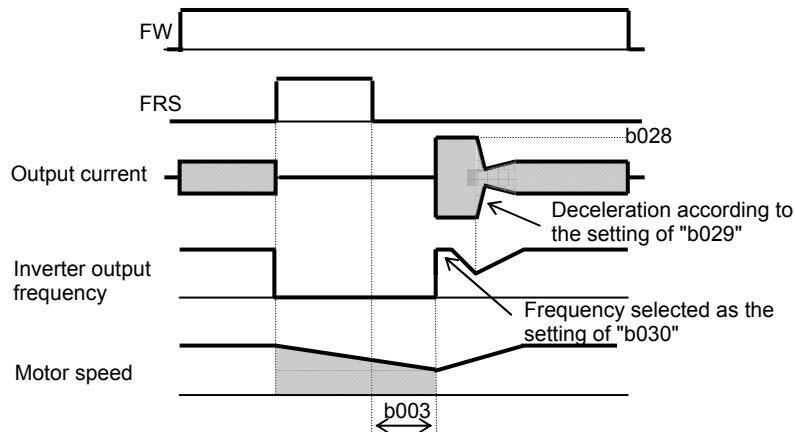 FW
FRS
b028
Output current
Deceleration according to
the setting of "b029"
Inverter output
frequency
Frequency selected as the
setting of "b030"
Motor speed
b003